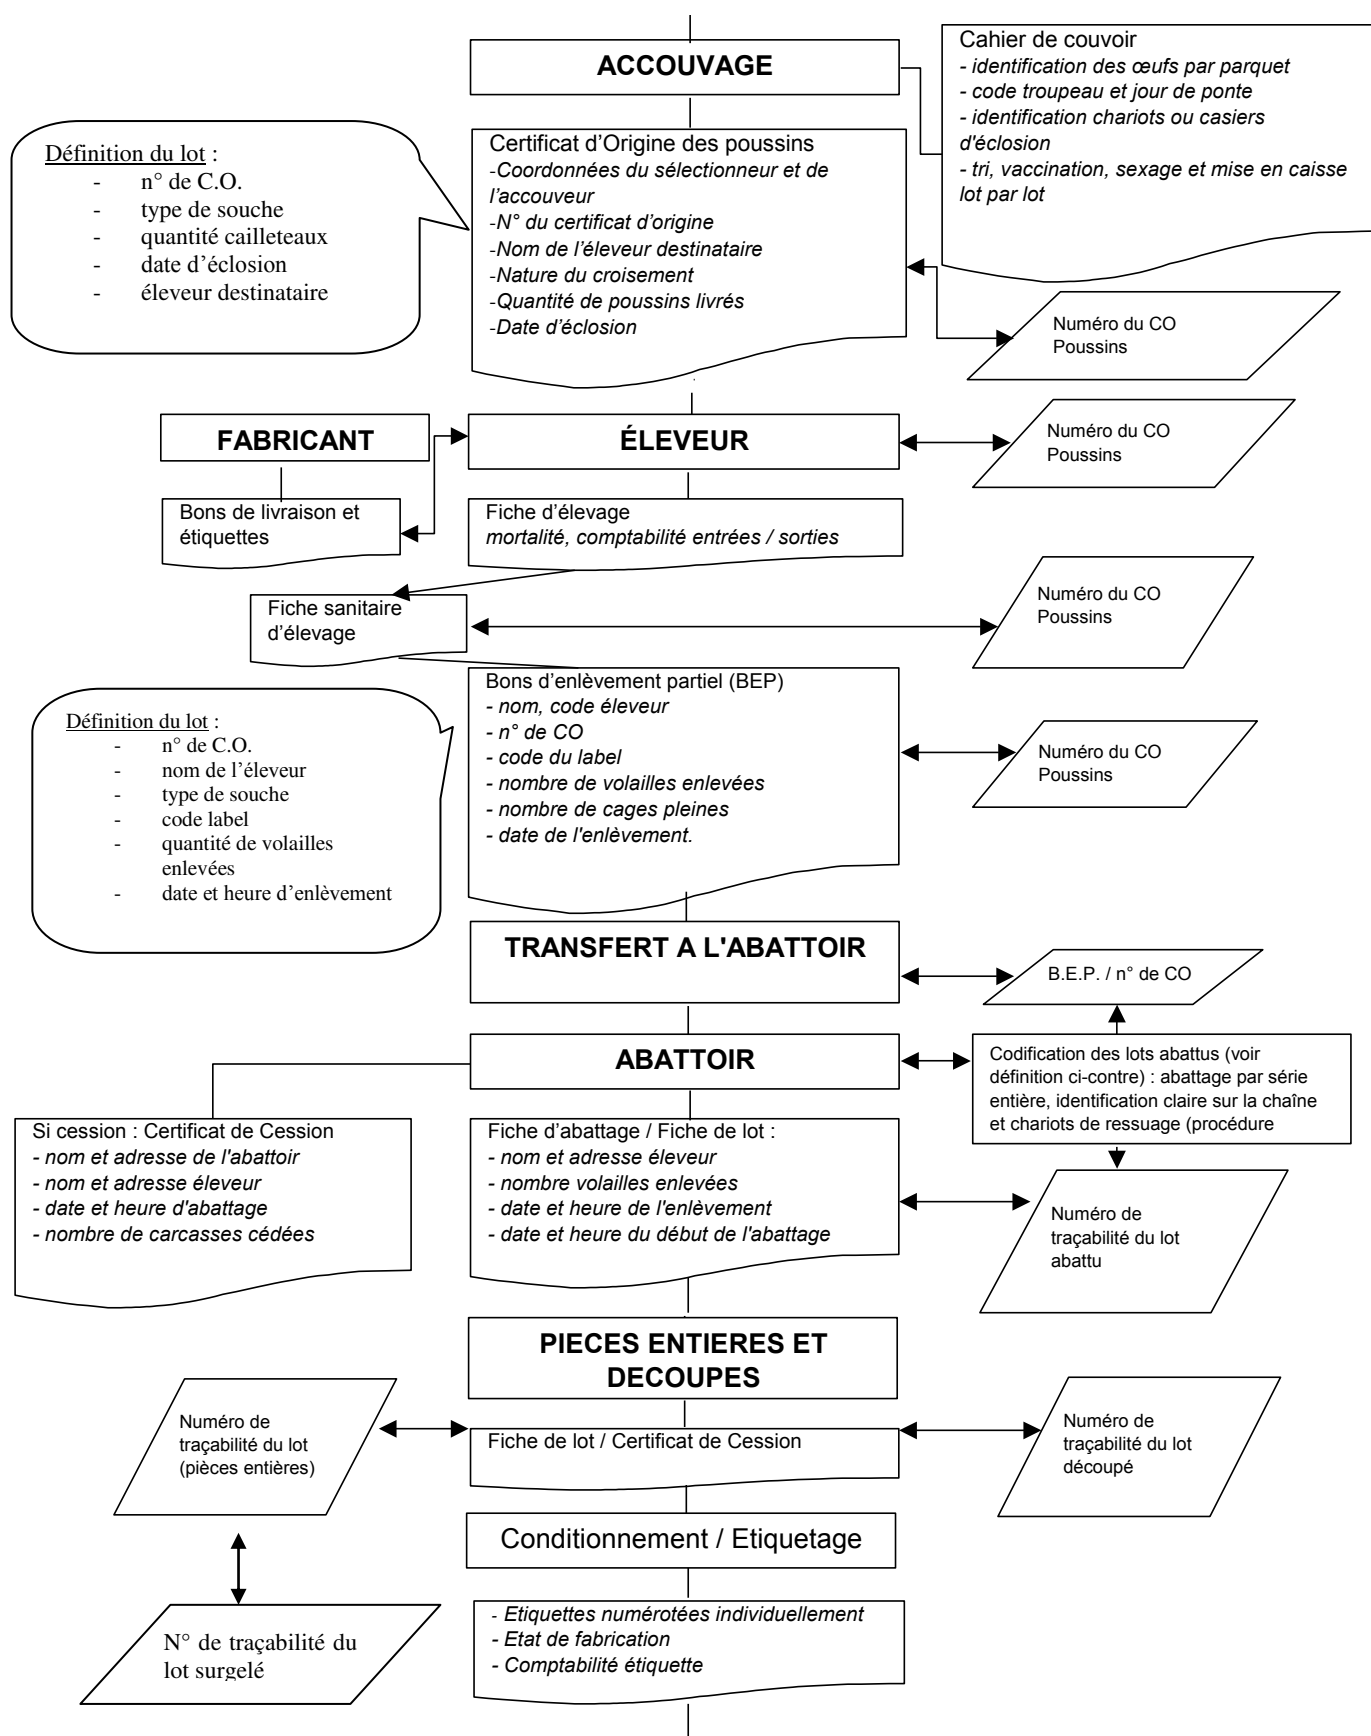 ACCOUVAGE
Cahier de couvoir
- identification des œufs par parquet
- code troupeau et jour de ponte
- identification chariots ou casiers
d'éclosion
- tri, vaccination, sexage et mise en caisse
lot par lot
Définition du lot :
- n° de C.O.
- type de souche
- quantité cailleteaux
- date d’éclosion
- éleveur destinataire
Certificat d’Origine des poussins
-Coordonnées du sélectionneur et de
l’accouveur
-N° du certificat d’origine
-Nom de l’éleveur destinataire
-Nature du croisement
-Quantité de poussins livrés
-Date d’éclosion
Numéro du CO
Poussins
FABRICANT
ÉLEVEUR
Numéro du CO
Poussins
Bons de livraison et
étiquettes
Fiche d’élevage
mortalité, comptabilité entrées / sorties
Fiche sanitaire
d’élevage
Numéro du CO
Poussins
Définition du lot :
- n° de C.O.
- nom de l’éleveur
- type de souche
- code label
- quantité de volailles
enlevées
- date et heure d’enlèvement
Bons d’enlèvement partiel (BEP)
- nom, code éleveur
- n° de CO
- code du label
- nombre de volailles enlevées
- nombre de cages pleines
- date de l'enlèvement.
Numéro du CO
Poussins
TRANSFERT A L'ABATTOIR
B.E.P. / n° de CO
ABATTOIR
Codification des lots abattus (voir
définition ci-contre) : abattage par série
entière, identification claire sur la chaîne
et chariots de ressuage (procédure
Si cession : Certificat de Cession
- nom et adresse de l'abattoir
- nom et adresse éleveur
- date et heure d'abattage
- nombre de carcasses cédées
Fiche d’abattage / Fiche de lot :
- nom et adresse éleveur
- nombre volailles enlevées
- date et heure de l'enlèvement
- date et heure du début de l'abattage
Numéro de
traçabilité du lot
abattu
PIECES ENTIERES ET
DECOUPES
Numéro de
traçabilité du lot
(pièces entières)
Fiche de lot / Certificat de Cession
Numéro de
traçabilité du lot
découpé
Conditionnement / Etiquetage
N° de traçabilité du
lot surgelé
- Etiquettes numérotées individuellement
- Etat de fabrication
- Comptabilité étiquette